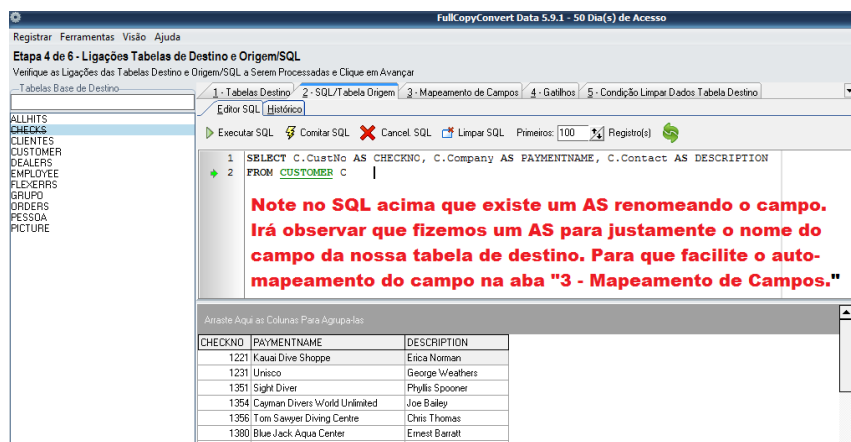 FullCopyConvert Data 5.9.1 - 50 Dia(s) de Acesso
Registrar Ferramentas Visão Ajuda
Etapa 4 de 6 - Ligações Tabelas de Destino e Origem/SQL
Verifique as Ligações das Tabelas Destino e Origem/SQL a Serem Processadas e Clique em Avançar
Tabelas Base de Destino
ALLHITS
CHECKS
CLIENTES
CUSTOMER
DEALERS
EMPLOYEE
FLEXERRS
GRUPO
ORDERS
PESSOA
PICTURE
1 - Tabelas Destino 2 - SQL/Tabela Origem 3 - Mapeamento de Campos 4 - Gatilhos 5 - Condição Limpar Dados Tabela Destino
Editor SQL Histórico
Executar SQL Comitar SQL Cancel. SQL Limpar SQL Primeiros: 100 Registro(s)
1 SELECT C.CustNo AS CHECKNO, C.Company AS PAYMENTNAME, C.Contact AS DESCRIPTION
2 FROM CUSTOMER C
Note no SQL acima que existe um AS renomeando o campo.
Irá observar que fizemos um AS para justamente o nome do
campo da nossa tabela de destino. Para que facilite o auto-
mapeamento do campo na aba "3 - Mapeamento de Campos."
Arraste Aqui as Colunas Para Agrupa-las
CHECKNO PAYMENTNAME DESCRIPTION
1221 Kauai Dive Shoppe Erica Norman
1231 Unisco George Weathers
1351 Sight Diver Phyllis Spooner
1354 Cayman Divers World Unlimited Joe Bailey
1356 Tom Sawyer Diving Centre Chris Thomas
1380 Blue Jack Aqua Center Ernest Barratt